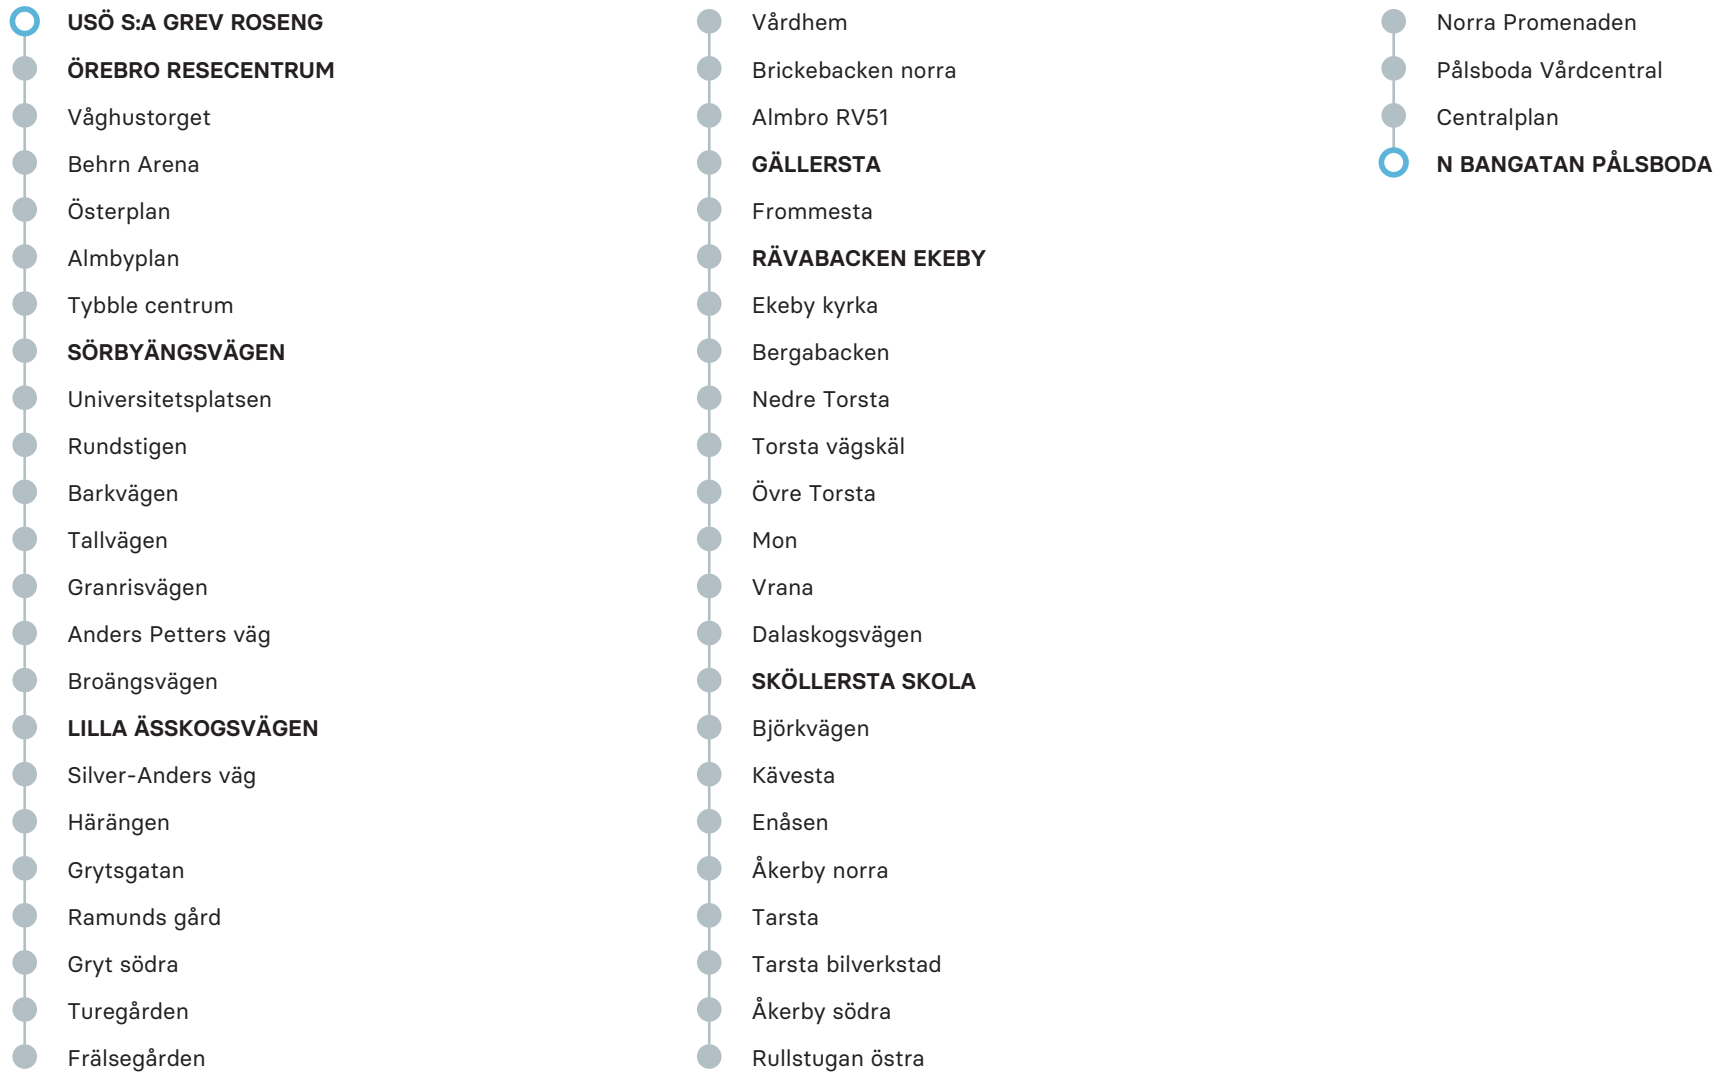 USÖ S:A GREV ROSENG
ÖREBRO RESECENTRUM
Våghustorget
Behrn Arena
Österplan
Almbyplan
Tybble centrum
SÖRBYÄNGSVÄGEN
Universitetsplatsen
Rundstigen
Barkvägen
Tallvägen
Granrisvägen
Anders Petters väg
Broängsvägen
LILLA ÄSSKOGSVÄGEN
Silver-Anders väg
Härängen
Grytsgatan
Ramunds gård
Gryt södra
Turegården
Frälsegården
Vårdhem
Brickebacken norra
Almbro RV51
GÄLLERSTA
Frommesta
RÄVABACKEN EKEBY
Ekeby kyrka
Bergabacken
Nedre Torsta
Torsta vägskäl
Övre Torsta
Mon
Vrana
Dalaskogsvägen
SKÖLLERSTA SKOLA
Björkvägen
Kävesta
Enåsen
Åkerby norra
Tarsta
Tarsta bilverkstad
Åkerby södra
Rullstugan östra
Norra Promenaden
Pålsboda Vårdcentral
Centralplan
N BANGATAN PÅLSBODA